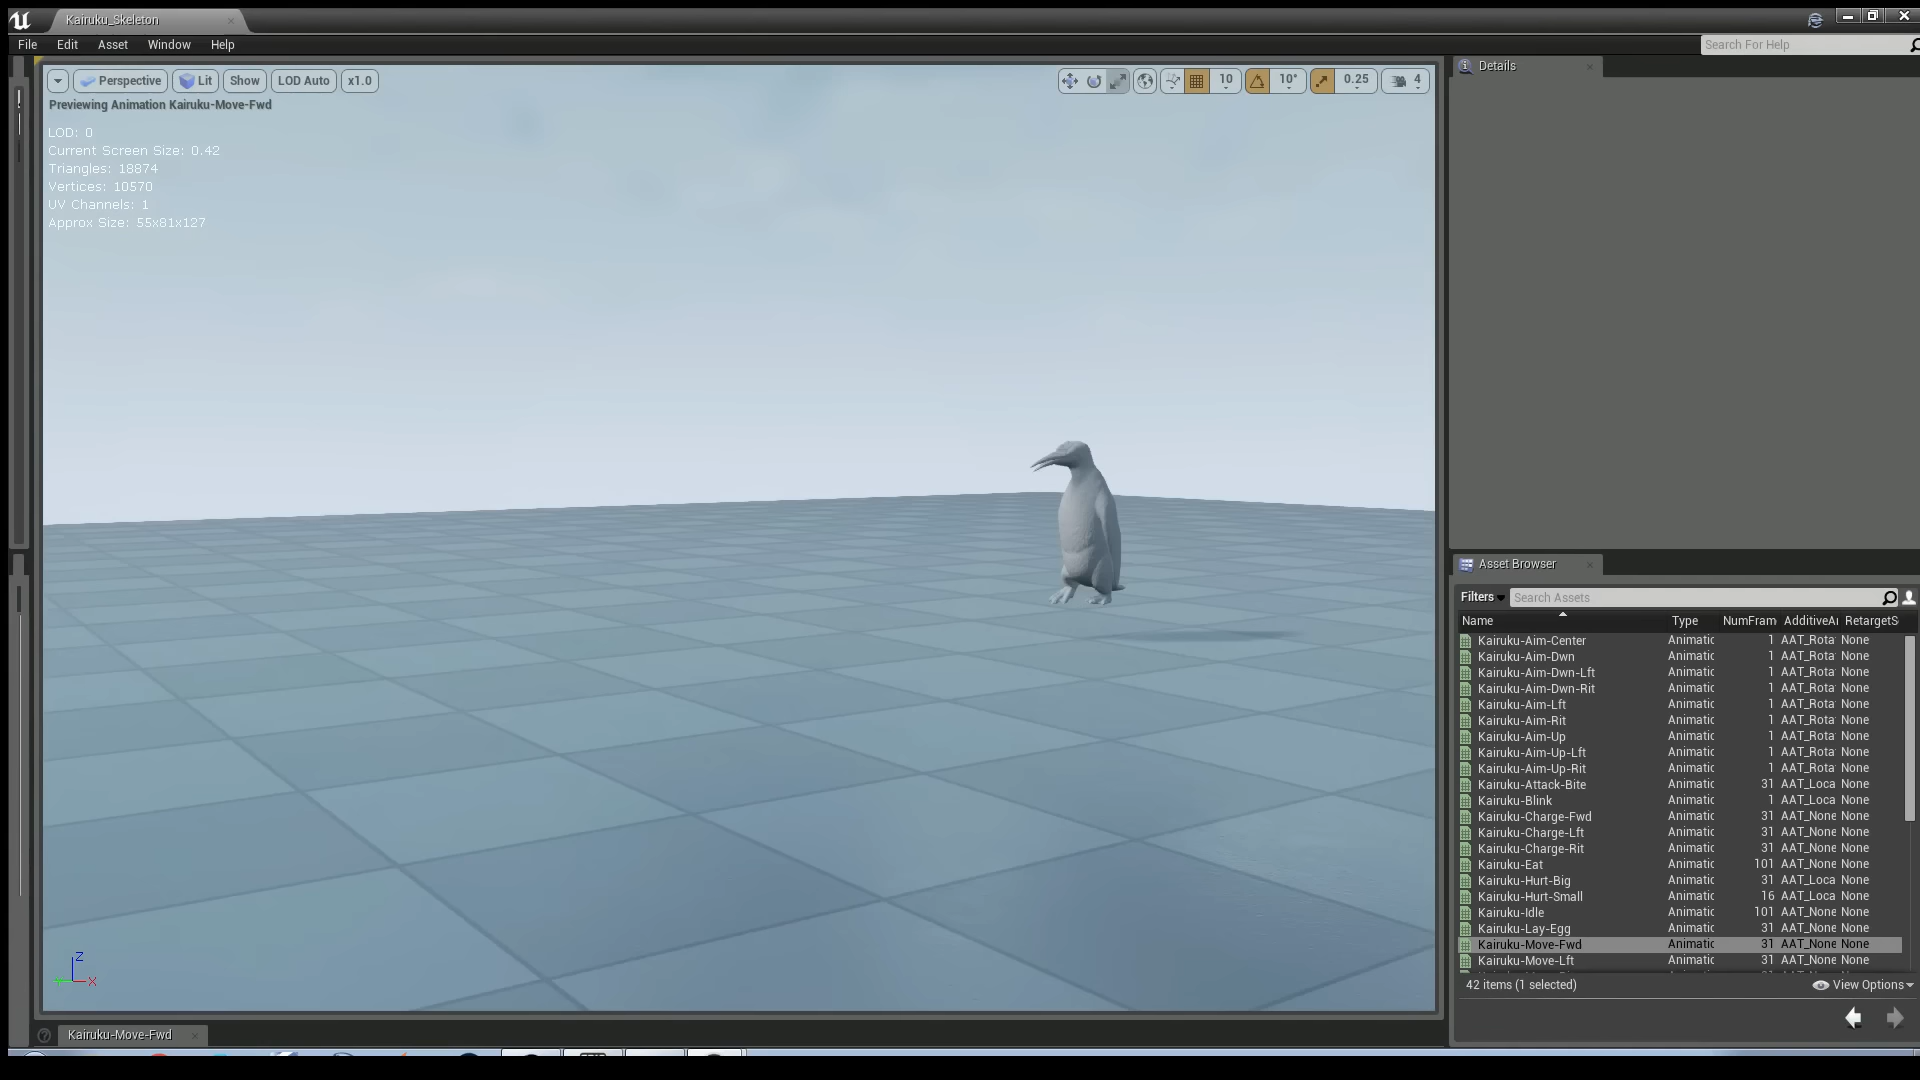 Kairuku_Skeleton
File Edit Asset Window Help
Search For Help
Perspective Lit Show LOD Auto x1.0
10 10° 0.25 4
Previewing Animation Kairuku-Move-Fwd
LOD: 0
Current Screen Size: 0.42
Triangles: 18874
Vertices: 10570
UV Channels: 1
Approx Size: 55x81x127
Z
X
Kairuku-Move-Fwd
Details
Asset Browser
Filters Search Assets
Name Type NumFram AdditiveAı RetargetS
Kairuku-Aim-Center Animatic 1 AAT_Rota None
Kairuku-Aim-Dwn Animatic 1 AAT_Rota None
Kairuku-Aim-Dwn-Lft Animatic 1 AAT_Rota None
Kairuku-Aim-Dwn-Rit Animatic 1 AAT_Rota None
Kairuku-Aim-Lft Animatic 1 AAT_Rota None
Kairuku-Aim-Rit Animatic 1 AAT_Rota None
Kairuku-Aim-Up Animatic 1 AAT_Rota None
Kairuku-Aim-Up-Lft Animatic 1 AAT_Rota None
Kairuku-Aim-Up-Rit Animatic 1 AAT_Rota None
Kairuku-Attack-Bite Animatic 31 AAT_Loca None
Kairuku-Blink Animatic 1 AAT_Loca None
Kairuku-Charge-Fwd Animatic 31 AAT_None None
Kairuku-Charge-Lft Animatic 31 AAT_None None
Kairuku-Charge-Rit Animatic 31 AAT_None None
Kairuku-Eat Animatic 101 AAT_None None
Kairuku-Hurt-Big Animatic 31 AAT_Loca None
Kairuku-Hurt-Small Animatic 16 AAT_Loca None
Kairuku-Idle Animatic 101 AAT_None None
Kairuku-Lay-Egg Animatic 31 AAT_None None
Kairuku-Move-Fwd Animatic 31 AAT_None None
Kairuku-Move-Lft Animatic 31 AAT_None None
42 items (1 selected) View Options